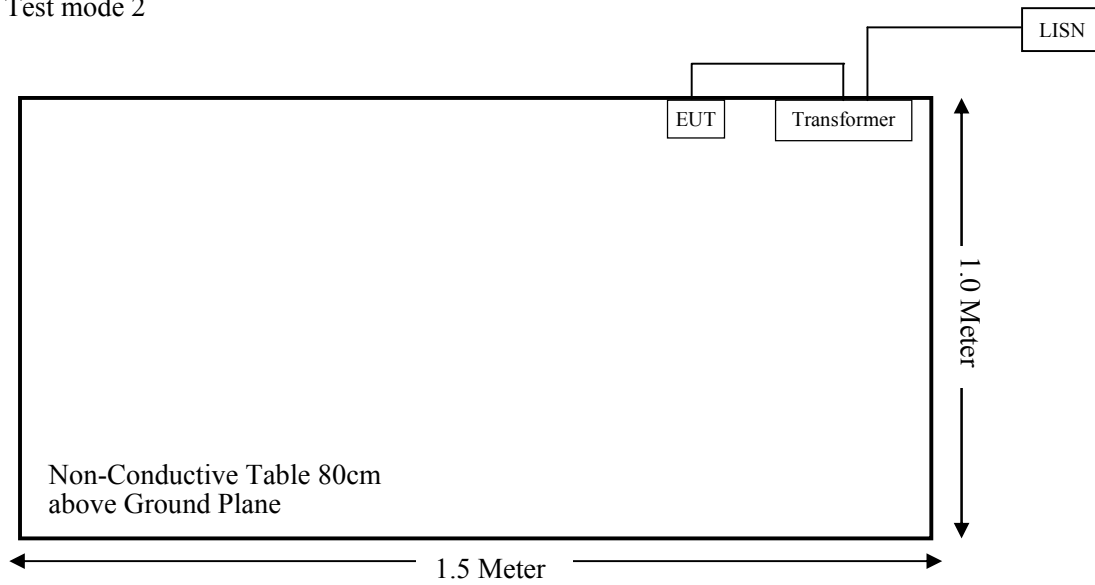 Test mode 2
LISN
EUT
Transformer
1.0 Meter
Non-Conductive Table 80cm
above Ground Plane
1.5 Meter